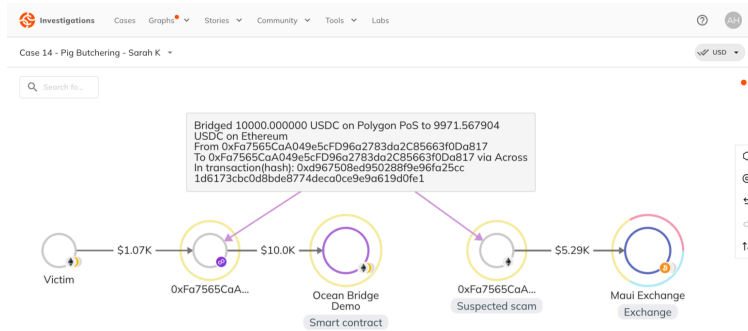 Investigations Cases Graphs Stories Community Tools Labs AH
Case 14 - Pig Butchering - Sarah K USD
Search fo...
Bridged 10000.000000 USDC on Polygon PoS to 9971.567904
USDC on Ethereum
From 0xFa7565CaA049e5cFD96a2783da2C85663f0Da817
To 0xFa7565CaA049e5cFD96a2783da2C85663f0Da817 via Across
In transaction(hash): 0xd967508ed950288f9e96fa25cc
1d6173cbc0d8bde8774deca0ce9e9a619d0fe1
$1.07K $10.0K $5.29K
Victim
0xFa7565CaA... 0xFa7565CaA...
Ocean Bridge Maui Exchange
Demo
Suspected scam Exchange
Smart contract